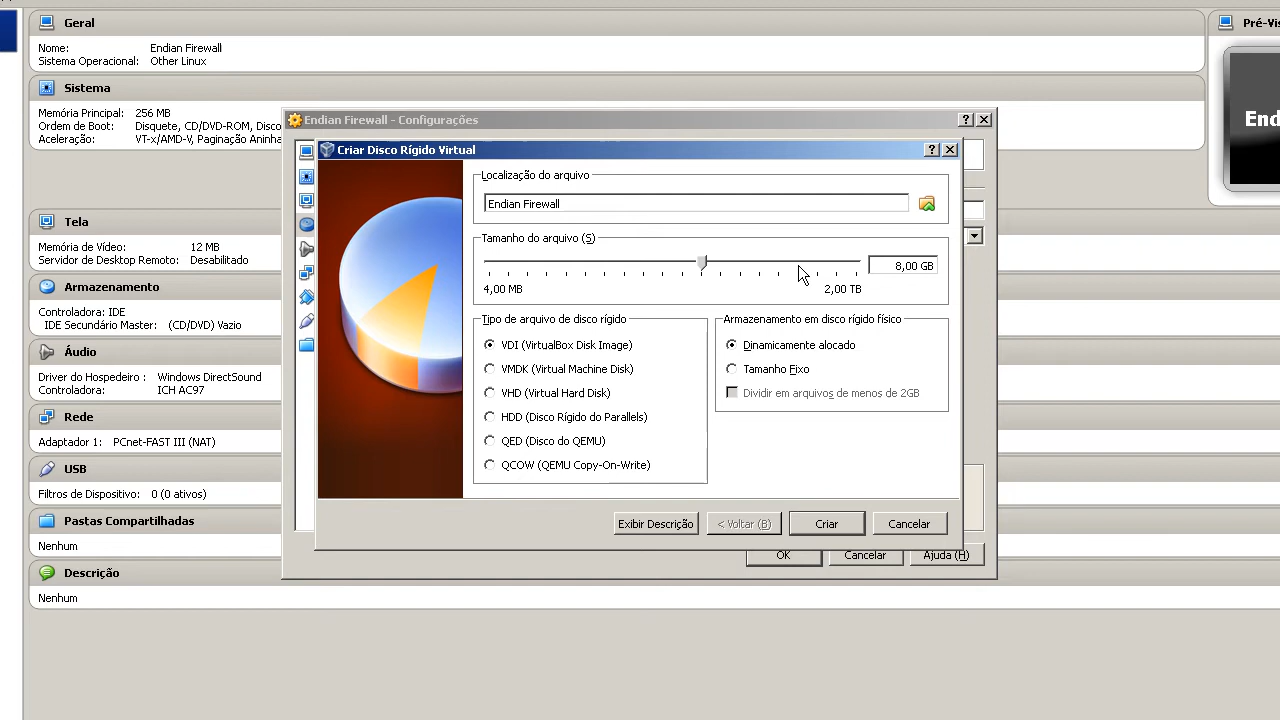 Geral
Pré-Vis
Nome: Endian Firewall
Sistema Operacional: Other Linux
Sistema
Memória Principal: 256 MB
Ordem de Boot: Disquete, CD/DVD-ROM, Disco
Aceleração: VT-x/AMD-V, Paginação Aninha
End
Endian Firewall - Configurações
Criar Disco Rígido Virtual
Localização do arquivo
Endian Firewall
Tamanho do arquivo (S)
8,00 GB
4,00 MB 2,00 TB
Tipo de arquivo de disco rígido
VDI (VirtualBox Disk Image)
VMDK (Virtual Machine Disk)
VHD (Virtual Hard Disk)
HDD (Disco Rígido do Parallels)
QED (Disco do QEMU)
QCOW (QEMU Copy-On-Write)
Armazenamento em disco rígido físico
Dinamicamente alocado
Tamanho Fixo
Dividir em arquivos de menos de 2GB
Exibir Descrição
< Voltar (B)
Criar
Cancelar
OK
Cancelar
Ajuda (H)
Tela
Memória de Vídeo: 12 MB
Servidor de Desktop Remoto: Desabilitado
Armazenamento
Controladora: IDE
IDE Secundário Master: (CD/DVD) Vazio
Áudio
Driver do Hospedeiro : Windows DirectSound
Controladora: ICH AC97
Rede
Adaptador 1: PCnet-FAST III (NAT)
USB
Filtros de Dispositivo: 0 (0 ativos)
Pastas Compartilhadas
Nenhum
Descrição
Nenhum